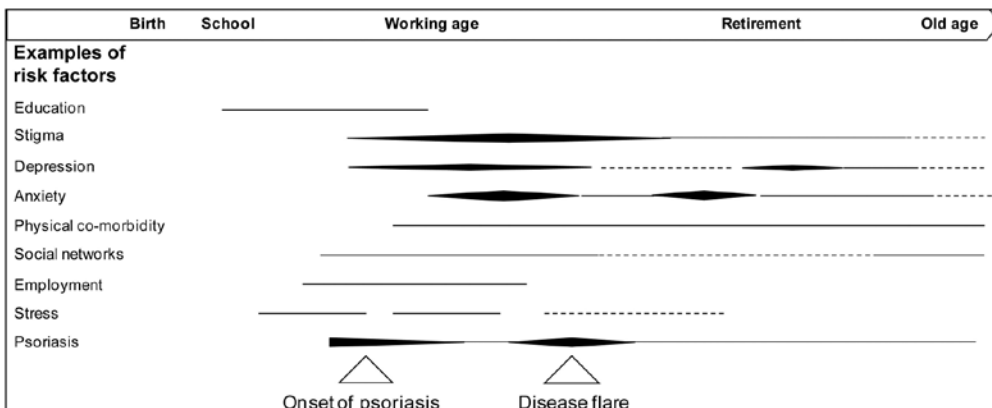 Birth School Working age Retirement Old age
Examples of
risk factors
Education
Stigma
Depression
Anxiety
Physical co-morbidity
Social networks
Employment
Stress
Psoriasis
Onset of psoriasis Disease flare